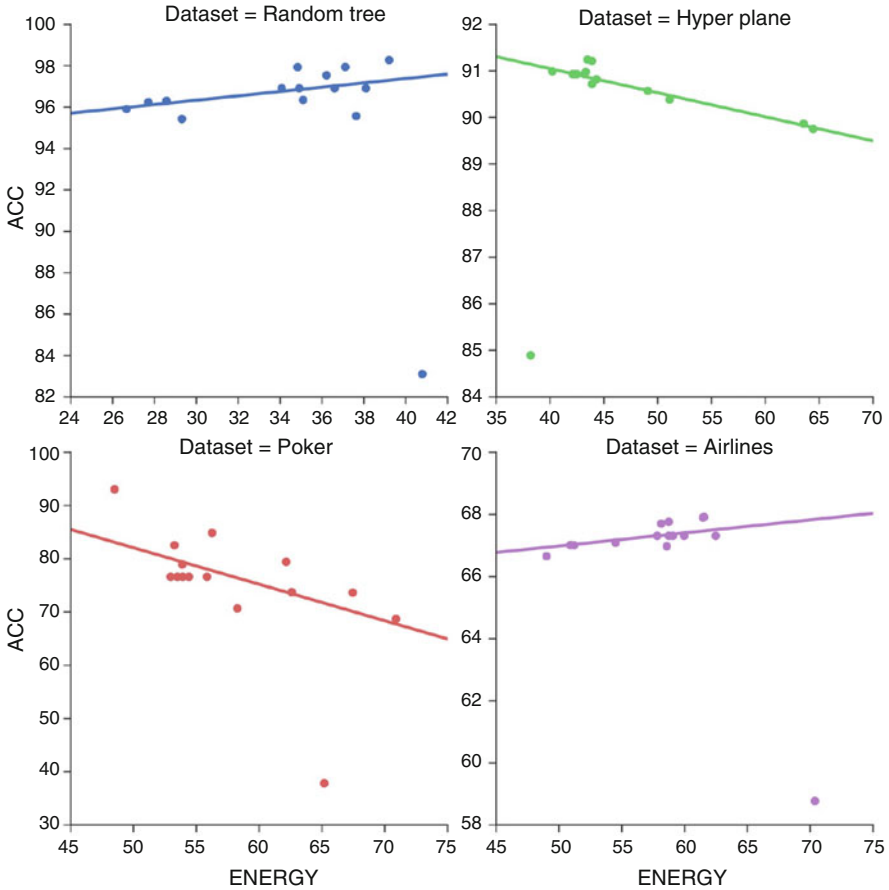 Dataset = Random tree
100
98
96
94
92
90
88
86
84
82
ACC
24 26 28 30 32 34 36 38 40 42
Dataset = Hyper plane
92
91
90
89
88
87
86
85
84
35 40 45 50 55 60 65 70
Dataset = Poker
100
90
80
70
60
50
40
30
ACC
45 50 55 60 65 70 75
ENERGY
Dataset = Airlines
70
68
66
64
62
60
58
45 50 55 60 65 70 75
ENERGY